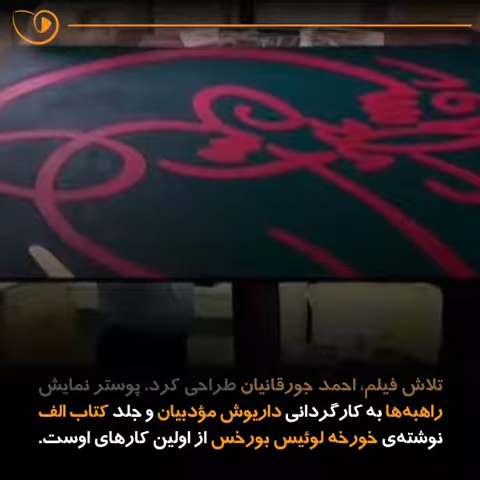 تلاش فیلم، احمد جورقانیان طراحی کرد. پوستر نمایش
راهبه‌ها به کارگردانی داریوش مؤدبیان و جلد کتاب الف
نوشته‌ی خورخه لوئیس بورخس از اولین کارهای اوست.